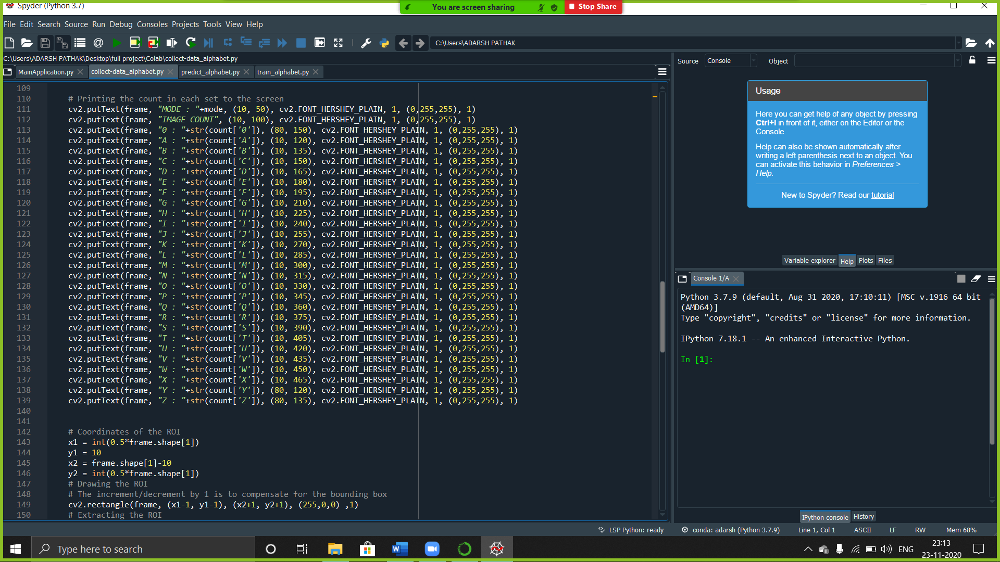 Spyder (Python 3.7)
You are screen sharing
Stop Share
File Edit Search Source Run Debug Consoles Projects Tools View Help
C:\Users\ADARSH PATHAK
C:\Users\ADARSH PATHAK\Desktop\full project\Colab\collect-data_alphabet.py
MainApplication.py collect-data_alphabet.py predict_alphabet.py train_alphabet.py
109
110 # Printing the count in each set to the screen
111 cv2.putText(frame, "MODE : "+mode, (10, 50), cv2.FONT_HERSHEY_PLAIN, 1, (0,255,255), 1)
112 cv2.putText(frame, "IMAGE COUNT", (10, 100), cv2.FONT_HERSHEY_PLAIN, 1, (0,255,255), 1)
113 cv2.putText(frame, "0 : "+str(count['0']), (80, 150), cv2.FONT_HERSHEY_PLAIN, 1, (0,255,255), 1)
114 cv2.putText(frame, "A : "+str(count['A']), (10, 120), cv2.FONT_HERSHEY_PLAIN, 1, (0,255,255), 1)
115 cv2.putText(frame, "B : "+str(count['B']), (10, 135), cv2.FONT_HERSHEY_PLAIN, 1, (0,255,255), 1)
116 cv2.putText(frame, "C : "+str(count['C']), (10, 150), cv2.FONT_HERSHEY_PLAIN, 1, (0,255,255), 1)
117 cv2.putText(frame, "D : "+str(count['D']), (10, 165), cv2.FONT_HERSHEY_PLAIN, 1, (0,255,255), 1)
118 cv2.putText(frame, "E : "+str(count['E']), (10, 180), cv2.FONT_HERSHEY_PLAIN, 1, (0,255,255), 1)
119 cv2.putText(frame, "F : "+str(count['F']), (10, 195), cv2.FONT_HERSHEY_PLAIN, 1, (0,255,255), 1)
120 cv2.putText(frame, "G : "+str(count['G']), (10, 210), cv2.FONT_HERSHEY_PLAIN, 1, (0,255,255), 1)
121 cv2.putText(frame, "H : "+str(count['H']), (10, 225), cv2.FONT_HERSHEY_PLAIN, 1, (0,255,255), 1)
122 cv2.putText(frame, "I : "+str(count['I']), (10, 240), cv2.FONT_HERSHEY_PLAIN, 1, (0,255,255), 1)
123 cv2.putText(frame, "J : "+str(count['J']), (10, 255), cv2.FONT_HERSHEY_PLAIN, 1, (0,255,255), 1)
124 cv2.putText(frame, "K : "+str(count['K']), (10, 270), cv2.FONT_HERSHEY_PLAIN, 1, (0,255,255), 1)
125 cv2.putText(frame, "L : "+str(count['L']), (10, 285), cv2.FONT_HERSHEY_PLAIN, 1, (0,255,255), 1)
126 cv2.putText(frame, "M : "+str(count['M']), (10, 300), cv2.FONT_HERSHEY_PLAIN, 1, (0,255,255), 1)
127 cv2.putText(frame, "N : "+str(count['N']), (10, 315), cv2.FONT_HERSHEY_PLAIN, 1, (0,255,255), 1)
128 cv2.putText(frame, "O : "+str(count['O']), (10, 330), cv2.FONT_HERSHEY_PLAIN, 1, (0,255,255), 1)
129 cv2.putText(frame, "P : "+str(count['P']), (10, 345), cv2.FONT_HERSHEY_PLAIN, 1, (0,255,255), 1)
130 cv2.putText(frame, "Q : "+str(count['Q']), (10, 360), cv2.FONT_HERSHEY_PLAIN, 1, (0,255,255), 1)
131 cv2.putText(frame, "R : "+str(count['R']), (10, 375), cv2.FONT_HERSHEY_PLAIN, 1, (0,255,255), 1)
132 cv2.putText(frame, "S : "+str(count['S']), (10, 390), cv2.FONT_HERSHEY_PLAIN, 1, (0,255,255), 1)
133 cv2.putText(frame, "T : "+str(count['T']), (10, 405), cv2.FONT_HERSHEY_PLAIN, 1, (0,255,255), 1)
134 cv2.putText(frame, "U : "+str(count['U']), (10, 420), cv2.FONT_HERSHEY_PLAIN, 1, (0,255,255), 1)
135 cv2.putText(frame, "V : "+str(count['V']), (10, 435), cv2.FONT_HERSHEY_PLAIN, 1, (0,255,255), 1)
136 cv2.putText(frame, "W : "+str(count['W']), (10, 450), cv2.FONT_HERSHEY_PLAIN, 1, (0,255,255), 1)
137 cv2.putText(frame, "X : "+str(count['X']), (10, 465), cv2.FONT_HERSHEY_PLAIN, 1, (0,255,255), 1)
138 cv2.putText(frame, "Y : "+str(count['Y']), (80, 120), cv2.FONT_HERSHEY_PLAIN, 1, (0,255,255), 1)
139 cv2.putText(frame, "Z : "+str(count['Z']), (80, 135), cv2.FONT_HERSHEY_PLAIN, 1, (0,255,255), 1)
140
141
142 # Coordinates of the ROI
143 x1 = int(0.5*frame.shape[1])
144 y1 = 10
145 x2 = frame.shape[1]-10
146 y2 = int(0.5*frame.shape[1])
147 # Drawing the ROI
148 # The increment/decrement by 1 is to compensate for the bounding box
149 cv2.rectangle(frame, (x1-1, y1-1), (x2+1, y2+1), (255,0,0) ,1)
150 # Extracting the ROI
Source Console Object
Usage
Here you can get help of any object by pressing
Ctrl+I in front of it, either on the Editor or the
Console.
Help can also be shown automatically after
writing a left parenthesis next to an object. You
can activate this behavior in Preferences >
Help.
New to Spyder? Read our tutorial
Variable explorer Help Plots Files
Console 1/A
Python 3.7.9 (default, Aug 31 2020, 17:10:11) [MSC v.1916 64 bit
(AMD64)]
Type "copyright", "credits" or "license" for more information.
IPython 7.18.1 -- An enhanced Interactive Python.
In [1]:
IPython console History
LSP Python: ready conda: adarsh (Python 3.7.9) Line 1, Col 1 ASCII LF RW Mem 68%
Type here to search
ENG
23:13
23-11-2020